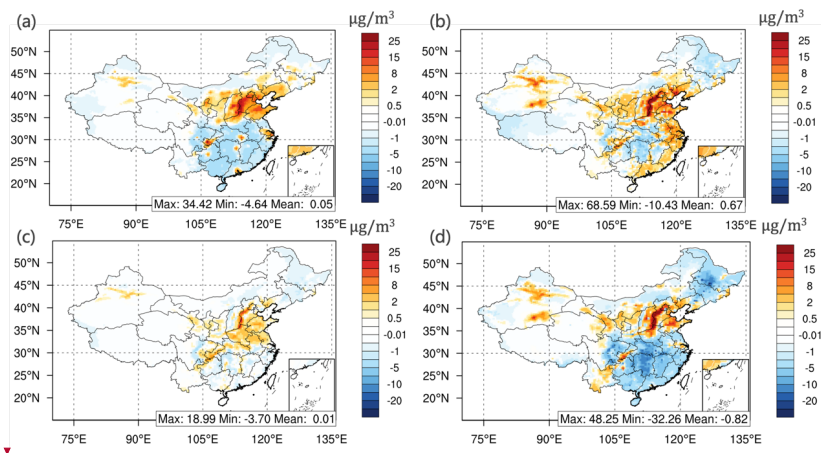 (a)
μg/m³
50°N
45°N
40°N
35°N
30°N
25°N
20°N
75°E 90°E 105°E 120°E 135°E
Max: 34.42 Min: -4.64 Mean: 0.05
25
15
8
2
0.5
-0.01
-1
-5
-10
-20
(b)
μg/m³
50°N
45°N
40°N
35°N
30°N
25°N
20°N
75°E 90°E 105°E 120°E 135°E
Max: 68.59 Min: -10.43 Mean: 0.67
25
15
8
2
0.5
-0.01
-1
-5
-10
-20
(c)
μg/m³
50°N
45°N
40°N
35°N
30°N
25°N
20°N
75°E 90°E 105°E 120°E 135°E
Max: 18.99 Min: -3.70 Mean: 0.01
25
15
8
2
0.5
-0.01
-1
-5
-10
-20
(d)
μg/m³
50°N
45°N
40°N
35°N
30°N
25°N
20°N
75°E 90°E 105°E 120°E 135°E
Max: 48.25 Min: -32.26 Mean: -0.82
25
15
8
2
0.5
-0.01
-1
-5
-10
-20